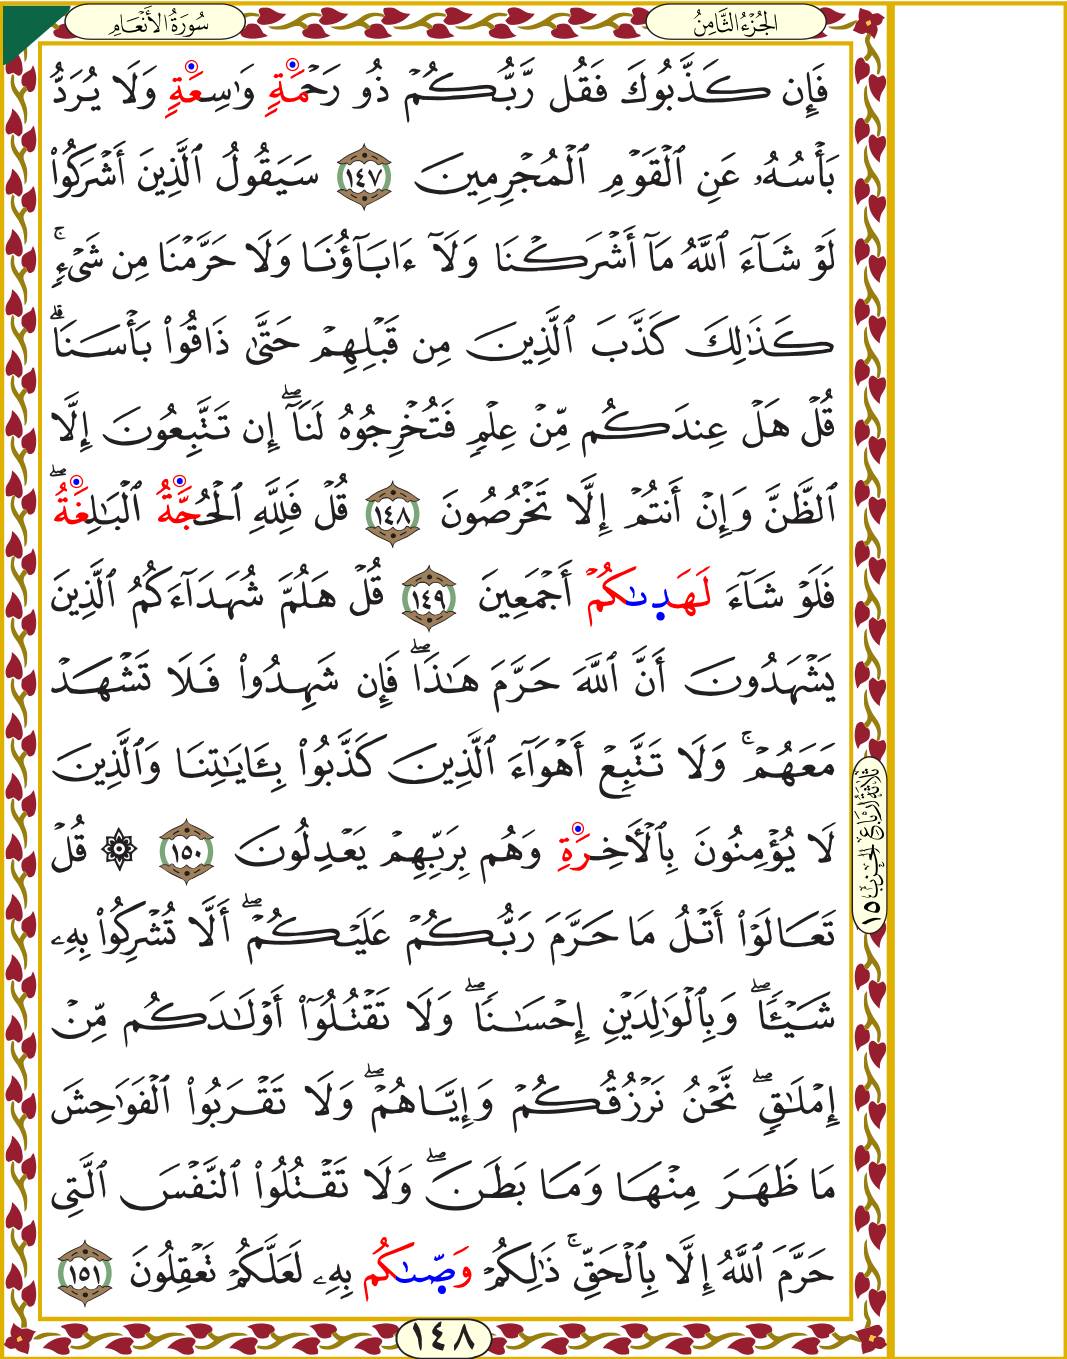 سُورَةُ الأَنْعَامِ
الجُزْءُ الثَّامِنُ
فَإِن كَذَّبُوكَ فَقُل رَّبُّكُمۡ ذُو رَحۡمَةٖ وَٰسِعَةٖ وَلَا يُرَدُّ
بَأۡسُهُۥ عَنِ ٱلۡقَوۡمِ ٱلۡمُجۡرِمِينَ ١٤٧ سَيَقُولُ ٱلَّذِينَ أَشۡرَكُواْ
لَوۡ شَآءَ ٱللَّهُ مَآ أَشۡرَكۡنَا وَلَآ ءَابَآؤُنَا وَلَا حَرَّمۡنَا مِن شَيۡءٖۚ
كَذَٰلِكَ كَذَّبَ ٱلَّذِينَ مِن قَبۡلِهِمۡ حَتَّىٰ ذَاقُواْ بَأۡسَنَاۗ
قُلۡ هَلۡ عِندَكُم مِّنۡ عِلۡمٖ فَتُخۡرِجُوهُ لَنَآۖ إِن تَتَّبِعُونَ إِلَّا
ٱلظَّنَّ وَإِنۡ أَنتُمۡ إِلَّا تَخۡرُصُونَ ١٤٨ قُلۡ فَلِلَّهِ ٱلۡحُجَّةُ ٱلۡبَٰلِغَةُۖ
فَلَوۡ شَآءَ لَهَدَىٰكُمۡ أَجۡمَعِينَ ١٤٩ قُلۡ هَلُمَّ شُهَدَآءَكُمُ ٱلَّذِينَ
يَشۡهَدُونَ أَنَّ ٱللَّهَ حَرَّمَ هَٰذَاۖ فَإِن شَهِدُواْ فَلَا تَشۡهَدۡ
مَعَهُمۡۚ وَلَا تَتَّبِعۡ أَهۡوَآءَ ٱلَّذِينَ كَذَّبُواْ بِـَٔايَٰتِنَا وَٱلَّذِينَ
لَا يُؤۡمِنُونَ بِٱلۡأٓخِرَةِ وَهُم بِرَبِّهِمۡ يَعۡدِلُونَ ١٥٠ ۞ قُلۡ
تَعَالَوۡاْ أَتۡلُ مَا حَرَّمَ رَبُّكُمۡ عَلَيۡكُمۡۖ أَلَّا تُشۡرِكُواْ بِهِۦ
شَيۡـٔٗاۖ وَبِٱلۡوَٰلِدَيۡنِ إِحۡسَٰنٗاۖ وَلَا تَقۡتُلُوٓاْ أَوۡلَٰدَكُم مِّنۡ
إِمۡلَٰقٖۖ نَّحۡنُ نَرۡزُقُكُمۡ وَإِيَّاهُمۡۖ وَلَا تَقۡرَبُواْ ٱلۡفَوَٰحِشَ
مَا ظَهَرَ مِنۡهَا وَمَا بَطَنَۖ وَلَا تَقۡتُلُواْ ٱلنَّفۡسَ ٱلَّتِي
حَرَّمَ ٱللَّهُ إِلَّا بِٱلۡحَقِّۚ ذَٰلِكُمۡ وَصَّىٰكُم بِهِۦ لَعَلَّكُمۡ تَعۡقِلُونَ ١٥١
ثلاثة أرباع الحزب ١٥
١٤٨